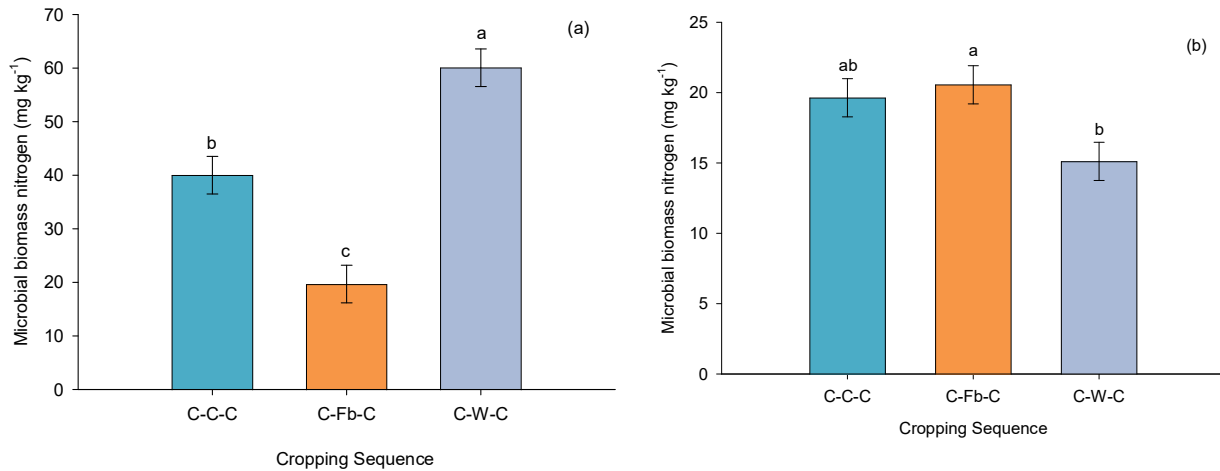 Microbial biomass nitrogen (mg kg⁻¹)
70
60
50
40
30
20
10
0
(a)
b
c
a
C-C-C
C-Fb-C
C-W-C
Cropping Sequence
Microbial biomass nitrogen (mg kg⁻¹)
25
20
15
10
5
0
(b)
ab
a
b
C-C-C
C-Fb-C
C-W-C
Cropping Sequence